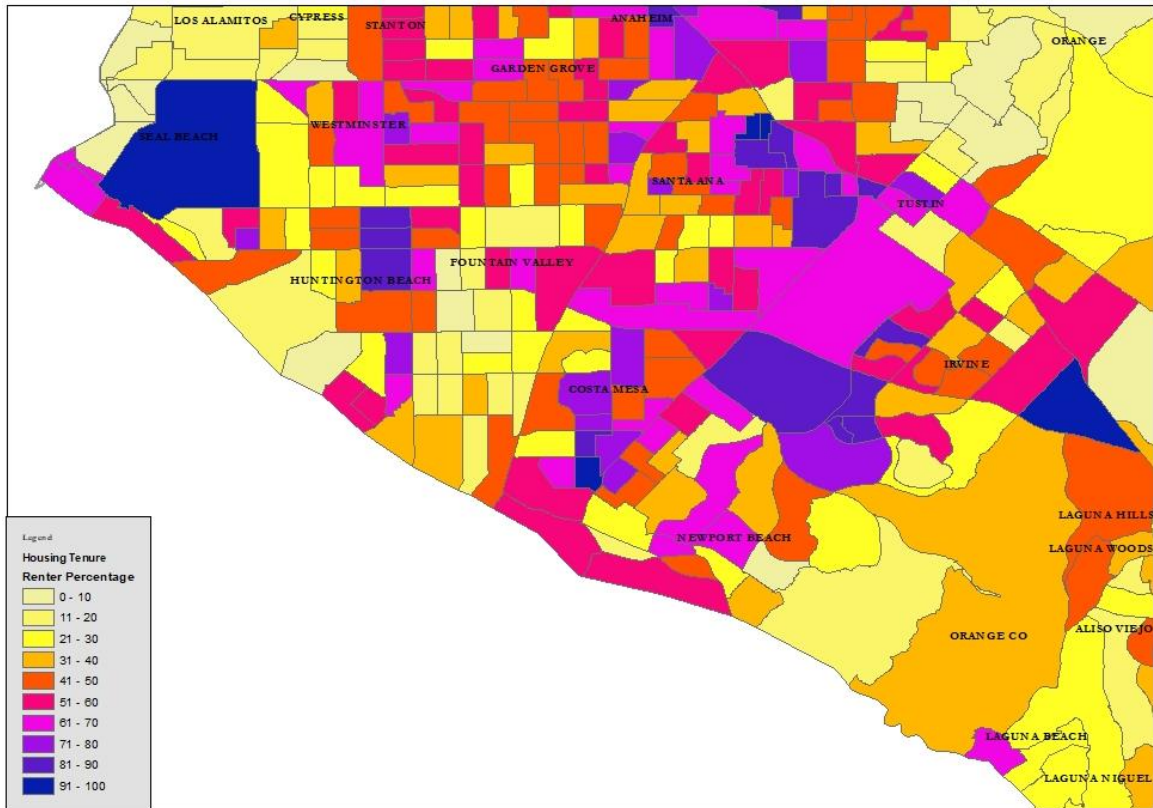 LOS ALAMITOS
CYPRESS
STANTON
ANAHEIM
ORANGE
GARDEN GROVE
SEAL BEACH
WESTMINSTER
SANTA ANA
TUSTIN
FOUNTAIN VALLEY
HUNTINGTON BEACH
IRVINE
COSTA MESA
LAGUNA HILLS
NEWPORT BEACH
LAGUNA WOODS
ORANGE CO
ALISO VIEJO
LAGUNA BEACH
LAGUNA NIGUEL
Legend
Housing Tenure
Renter Percentage
0 - 10
11 - 20
21 - 30
31 - 40
41 - 50
51 - 60
61 - 70
71 - 80
81 - 90
91 - 100